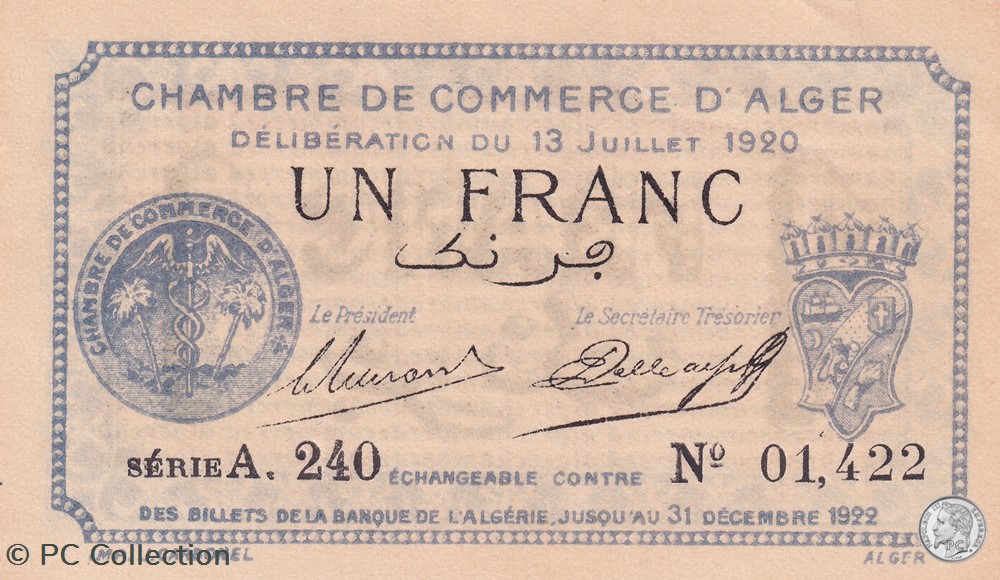 CHAMBRE DE COMMERCE D'ALGER
DÉLIBÉRATION DU 13 JUILLET 1920
UN FRANC
فرنك
CHAMBRE DE COMMERCE D'ALGER
Le Président
Le Secrétaire Trésorier
SÉRIE A. 240
Nº 01,422
ÉCHANGEABLE CONTRE
DES BILLETS DE LA BANQUE DE L'ALGÉRIE, JUSQU'AU 31 DÉCEMBRE 1922
ALGER
© PC Collection